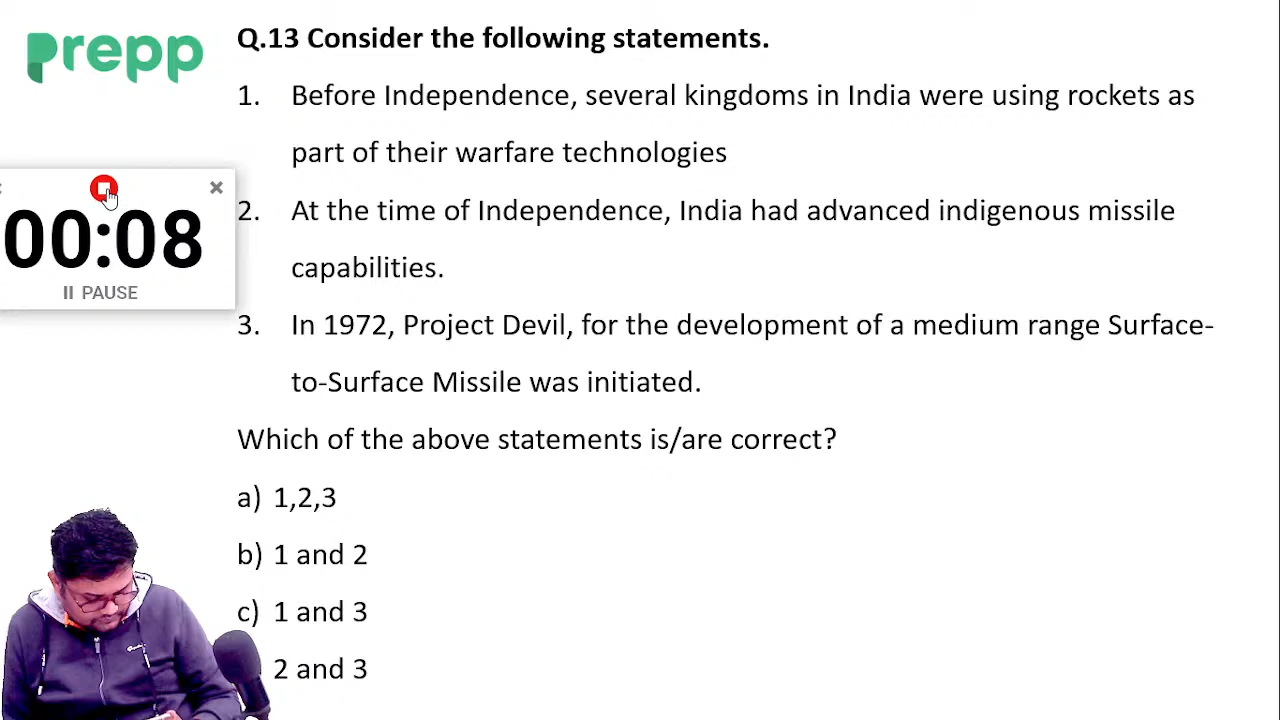 prepp
Q.13 Consider the following statements.
1. Before Independence, several kingdoms in India were using rockets as
part of their warfare technologies
00:08
II PAUSE
2. At the time of Independence, India had advanced indigenous missile
capabilities.
3. In 1972, Project Devil, for the development of a medium range Surface-
to-Surface Missile was initiated.
Which of the above statements is/are correct?
a) 1,2,3
b) 1 and 2
c) 1 and 3
2 and 3